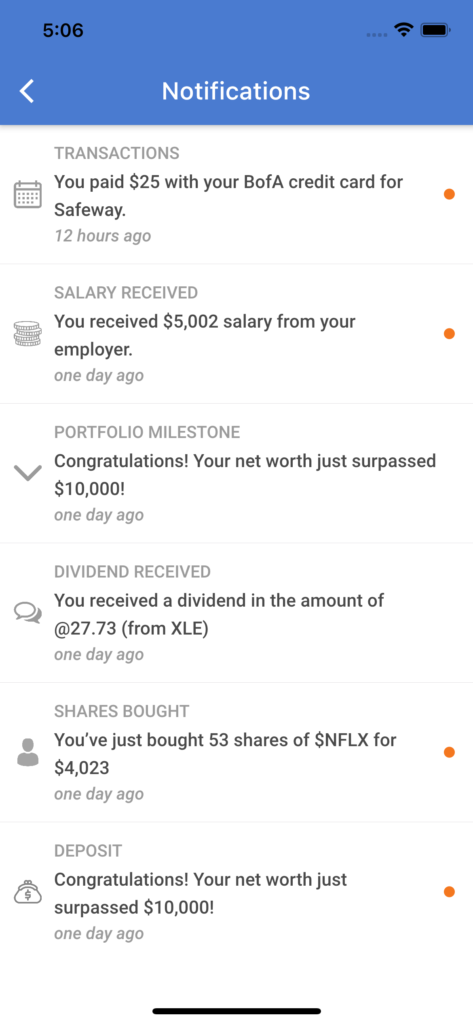 5:06
Notifications
TRANSACTIONS
You paid $25 with your BofA credit card for
Safeway.
12 hours ago
SALARY RECEIVED
You received $5,002 salary from your
employer.
one day ago
PORTFOLIO MILESTONE
Congratulations! Your net worth just surpassed
$10,000!
one day ago
DIVIDEND RECEIVED
You received a dividend in the amount of
@27.73 (from XLE)
one day ago
SHARES BOUGHT
You’ve just bought 53 shares of $NFLX for
$4,023
one day ago
DEPOSIT
Congratulations! Your net worth just
surpassed $10,000!
one day ago